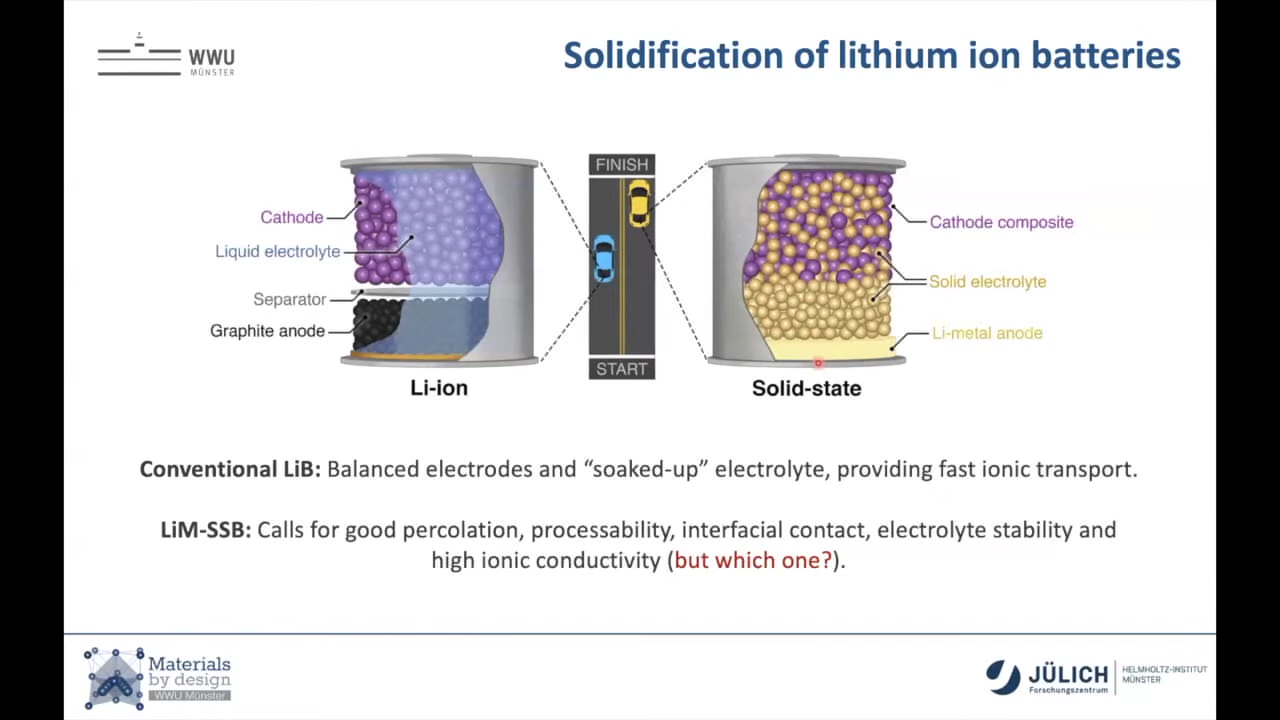 WWU
MÜNSTER
Solidification of lithium ion batteries
Cathode
Liquid electrolyte
Separator
Graphite anode
Li-ion
FINISH
START
Cathode composite
Solid electrolyte
Li-metal anode
Solid-state
Conventional LiB: Balanced electrodes and “soaked-up” electrolyte, providing fast ionic transport.
LiM-SSB: Calls for good percolation, processability, interfacial contact, electrolyte stability and
high ionic conductivity (but which one?).
Materials
by design
WWU Münster
JÜLICH
Forschungszentrum
HELMHOLTZ-INSTITUT
MÜNSTER